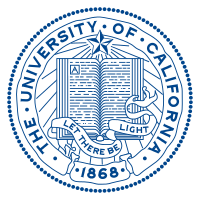 · THE · UNIVERSITY · OF · CALIFORNIA ·
A
LET THERE BE
LIGHT
· 1868 ·